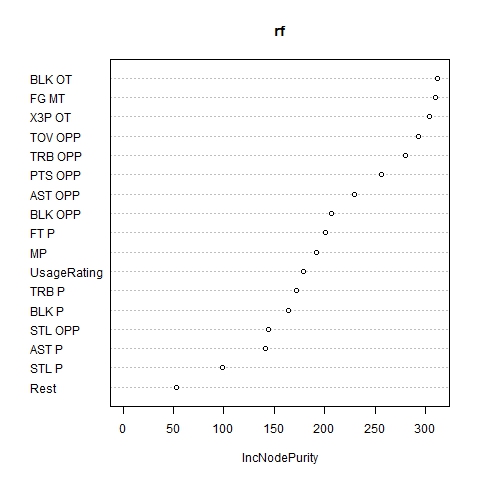 rf
BLK OT
FG MT
X3P OT
TOV OPP
TRB OPP
PTS OPP
AST OPP
BLK OPP
FT P
MP
UsageRating
TRB P
BLK P
STL OPP
AST P
STL P
Rest
0 50 100 150 200 250 300
IncNodePurity